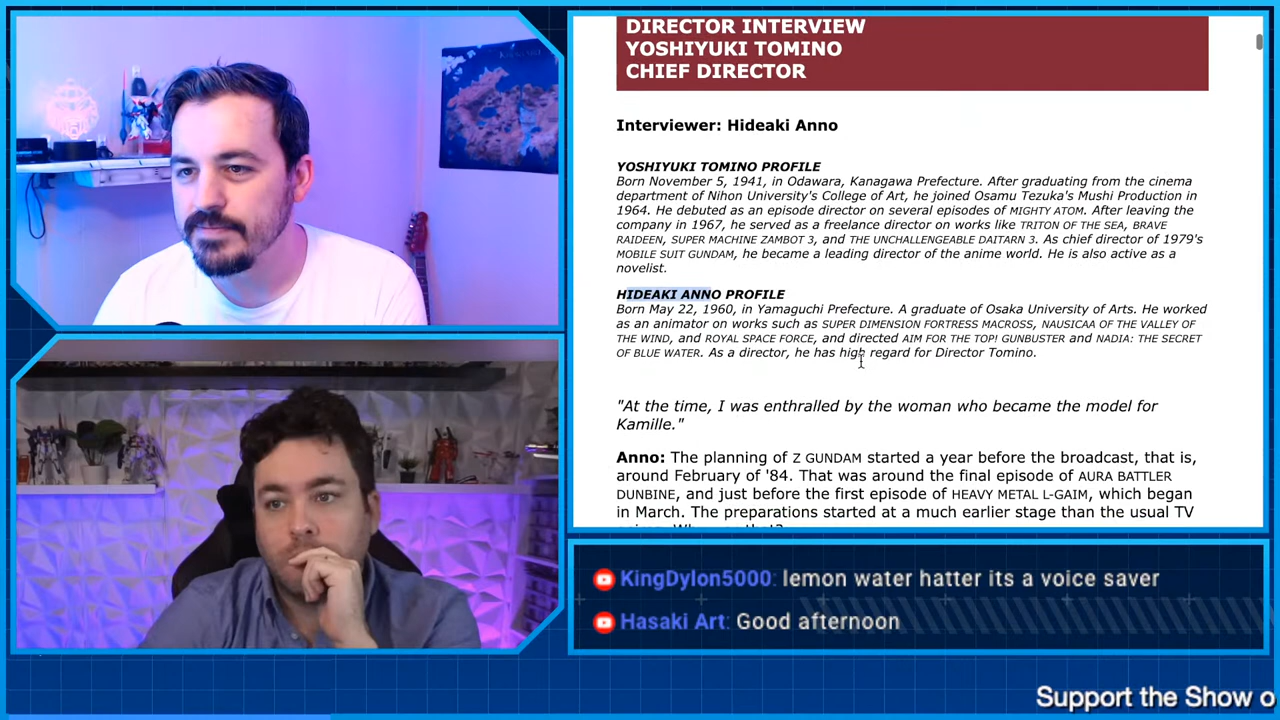 DIRECTOR INTERVIEW
YOSHIYUKI TOMINO
CHIEF DIRECTOR
Interviewer: Hideaki Anno
YOSHIYUKI TOMINO PROFILE
Born November 5, 1941, in Odawara, Kanagawa Prefecture. After graduating from the cinema
department of Nihon University's College of Art, he joined Osamu Tezuka's Mushi Production in
1964. He debuted as an episode director on several episodes of MIGHTY ATOM. After leaving the
company in 1967, he served as a freelance director on works like TRITON OF THE SEA, BRAVE
RAIDEEN, SUPER MACHINE ZAMBOT 3, and THE UNCHALLENGEABLE DAITARN 3. As chief director of 1979's
MOBILE SUIT GUNDAM, he became a leading director of the anime world. He is also active as a
novelist.
HIDEAKI ANNO PROFILE
Born May 22, 1960, in Yamaguchi Prefecture. A graduate of Osaka University of Arts. He worked
as an animator on works such as SUPER DIMENSION FORTRESS MACROSS, NAUSICAA OF THE VALLEY OF
THE WIND, and ROYAL SPACE FORCE, and directed AIM FOR THE TOP! GUNBUSTER and NADIA: THE SECRET
OF BLUE WATER. As a director, he has high regard for Director Tomino.
"At the time, I was enthralled by the woman who became the model for
Kamille."
Anno: The planning of Z GUNDAM started a year before the broadcast, that is,
around February of '84. That was around the final episode of AURA BATTLER
DUNBINE, and just before the first episode of HEAVY METAL L-GAIM, which began
in March. The preparations started at a much earlier stage than the usual TV
KingDylon5000: lemon water hatter its a voice saver
Hasaki Art: Good afternoon
Support the Show o